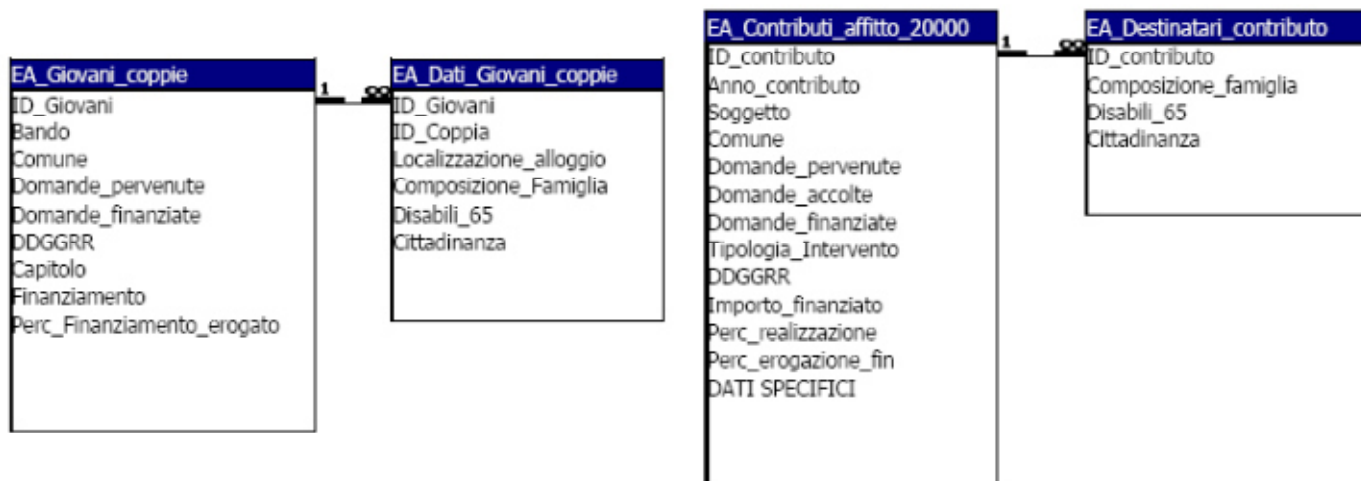 EA_Giovani_coppie
ID_Giovani
Bando
Comune
Domande_pervenute
Domande_finanziate
DDGGRR
Capitolo
Finanziamento
Perc_Finanziamento_erogato
1
∞
EA_Dati_Giovani_coppie
ID_Giovani
ID_Coppia
Localizzazione_alloggio
Composizione_Famiglia
Disabili_65
Cittadinanza
EA_Contributi_affitto_20000
ID_contributo
Anno_contributo
Soggetto
Comune
Domande_pervenute
Domande_accolte
Domande_finanziate
Tipologia_Intervento
DDGGRR
Importo_finanziato
Perc_realizzazione
Perc_erogazione_fin
DATI SPECIFICI
1
∞
EA_Destinatari_contributo
ID_contributo
Composizione_famiglia
Disabili_65
Cittadinanza